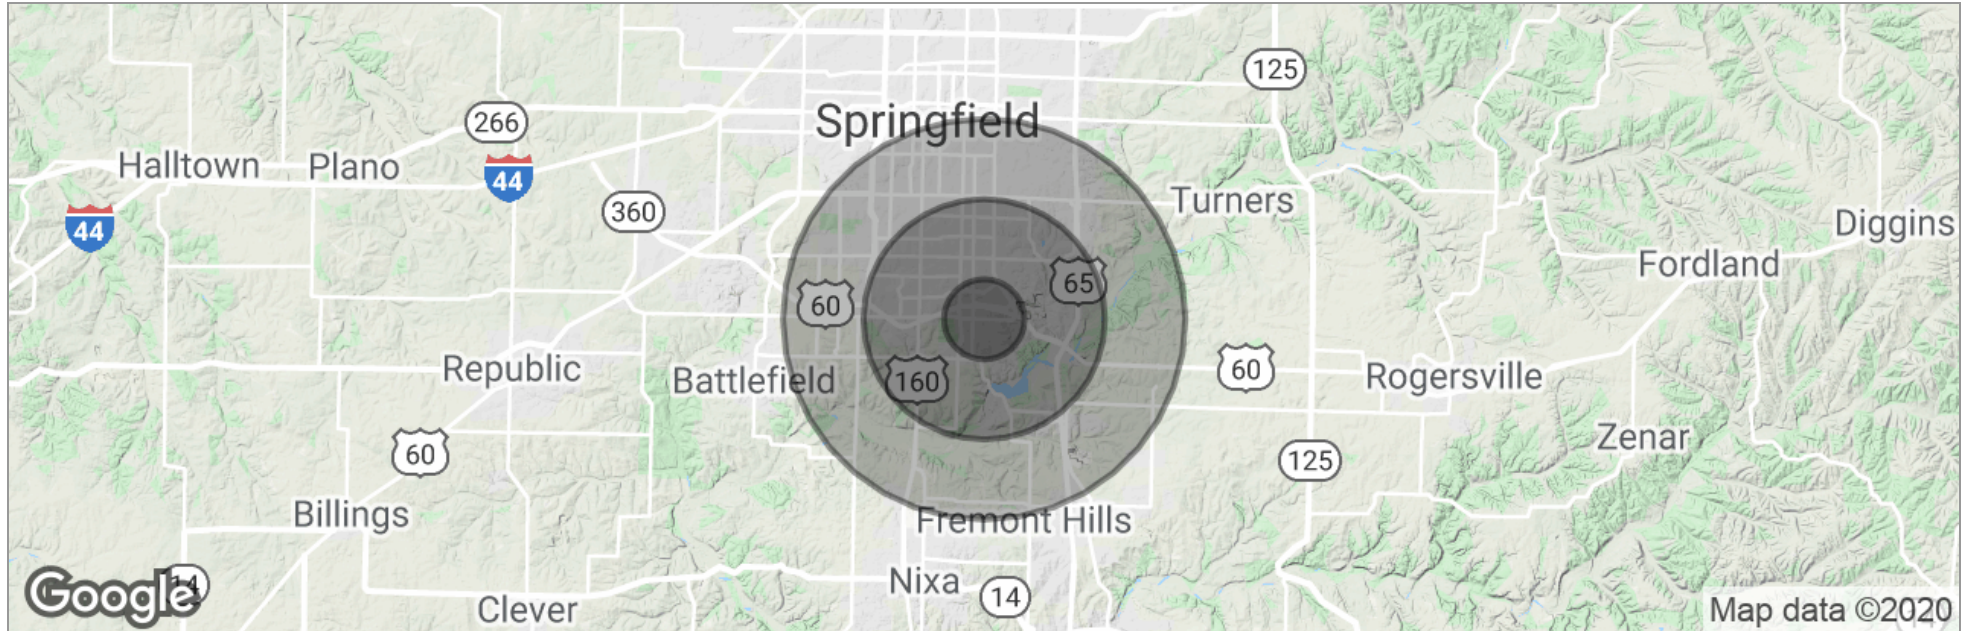 125
Springfield
266
Halltown
Plano
44
360
Turners
44
Diggins
Fordland
65
60
Republic
Battlefield
160
60
Rogersville
Zenar
60
125
Billings
Fremont Hills
Google
14
Nixa
14
Clever
Map data ©2020